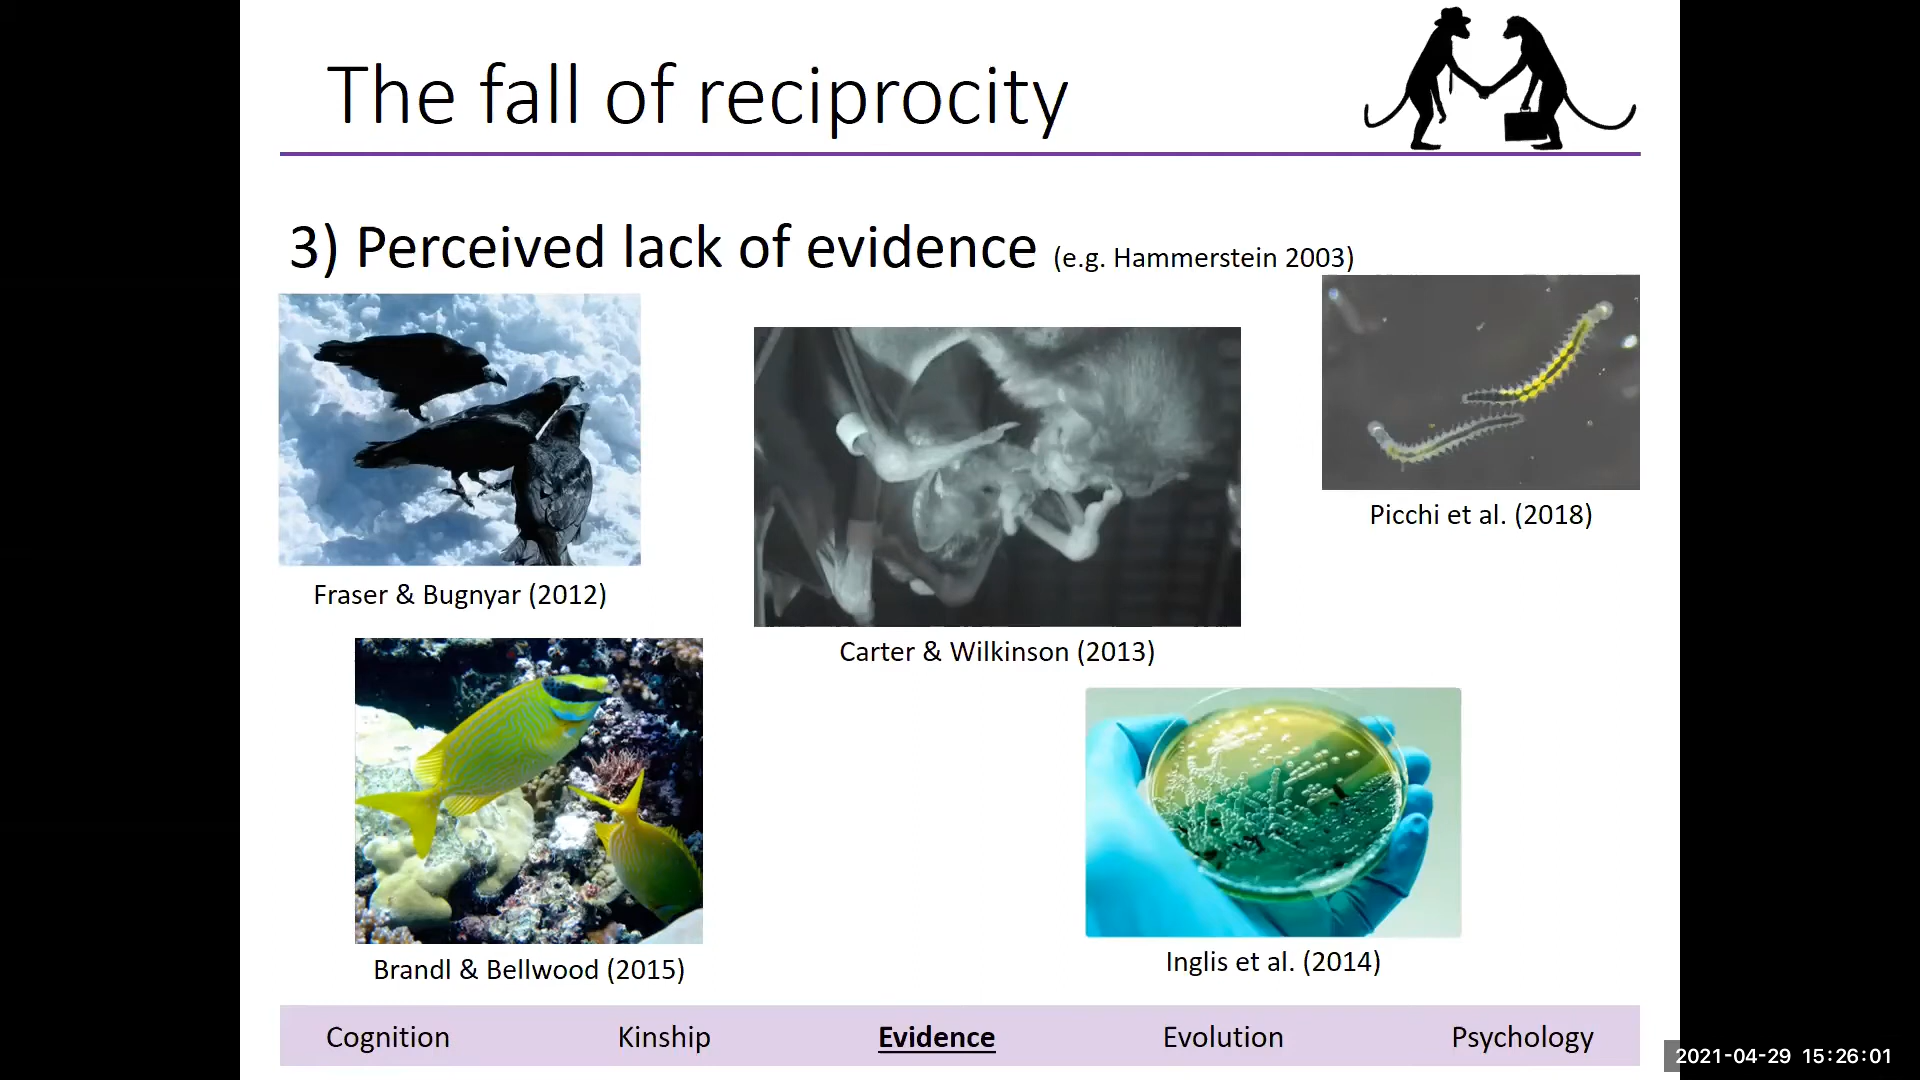 The fall of reciprocity
3) Perceived lack of evidence (e.g. Hammerstein 2003)
Fraser & Bugnyar (2012)
Carter & Wilkinson (2013)
Picchi et al. (2018)
Brandl & Bellwood (2015)
Inglis et al. (2014)
Cognition Kinship Evidence Evolution Psychology
2021-04-29 15:26:01